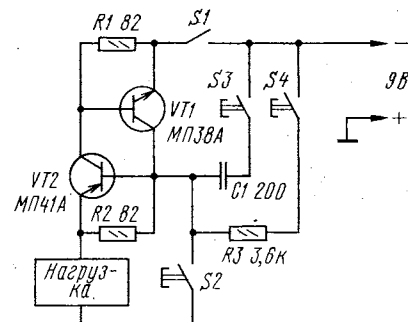 R1 82
S1
S3
S4
–
9В
+
VT1
МП38А
VT2
МП41А
C1 200
R2 82
R3 3,6к
Нагруз-
ка
S2